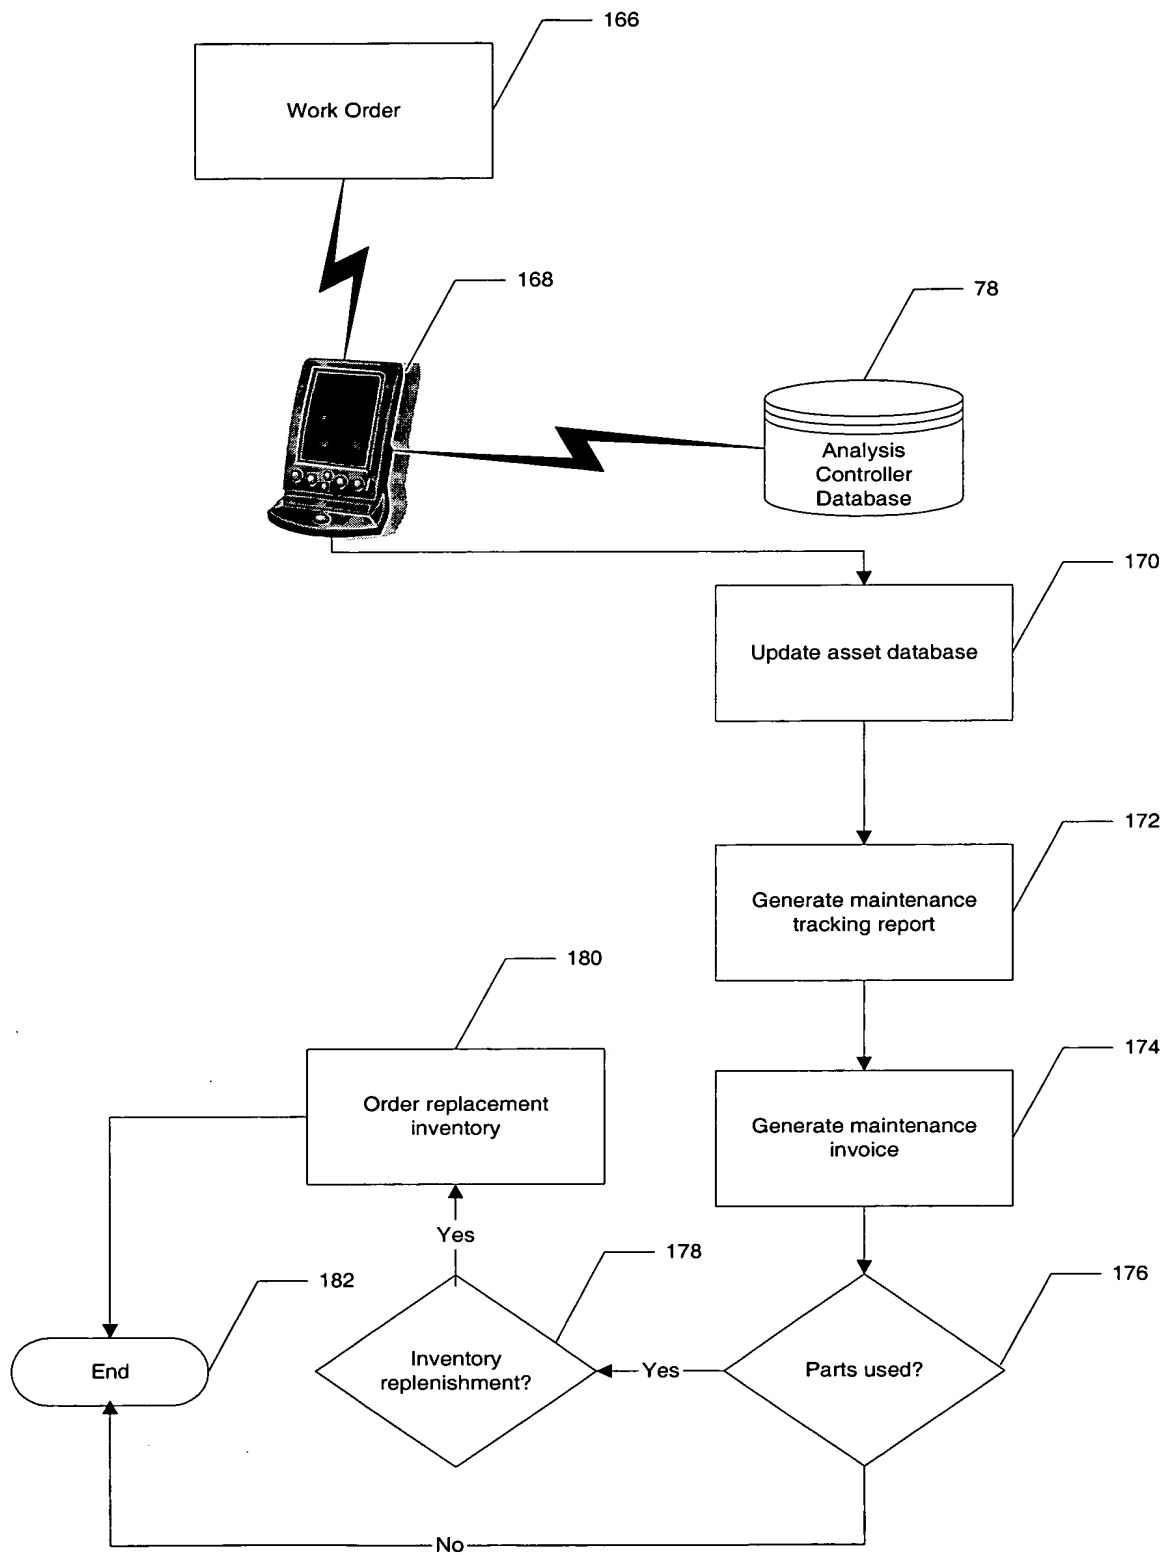 166
Work Order
168
78
Analysis
Controller
Database
170
Update asset database
172
Generate maintenance
tracking report
180
174
Order replacement
inventory
Generate maintenance
invoice
Yes
178
176
182
End
Inventory
replenishment?
Yes
Parts used?
No